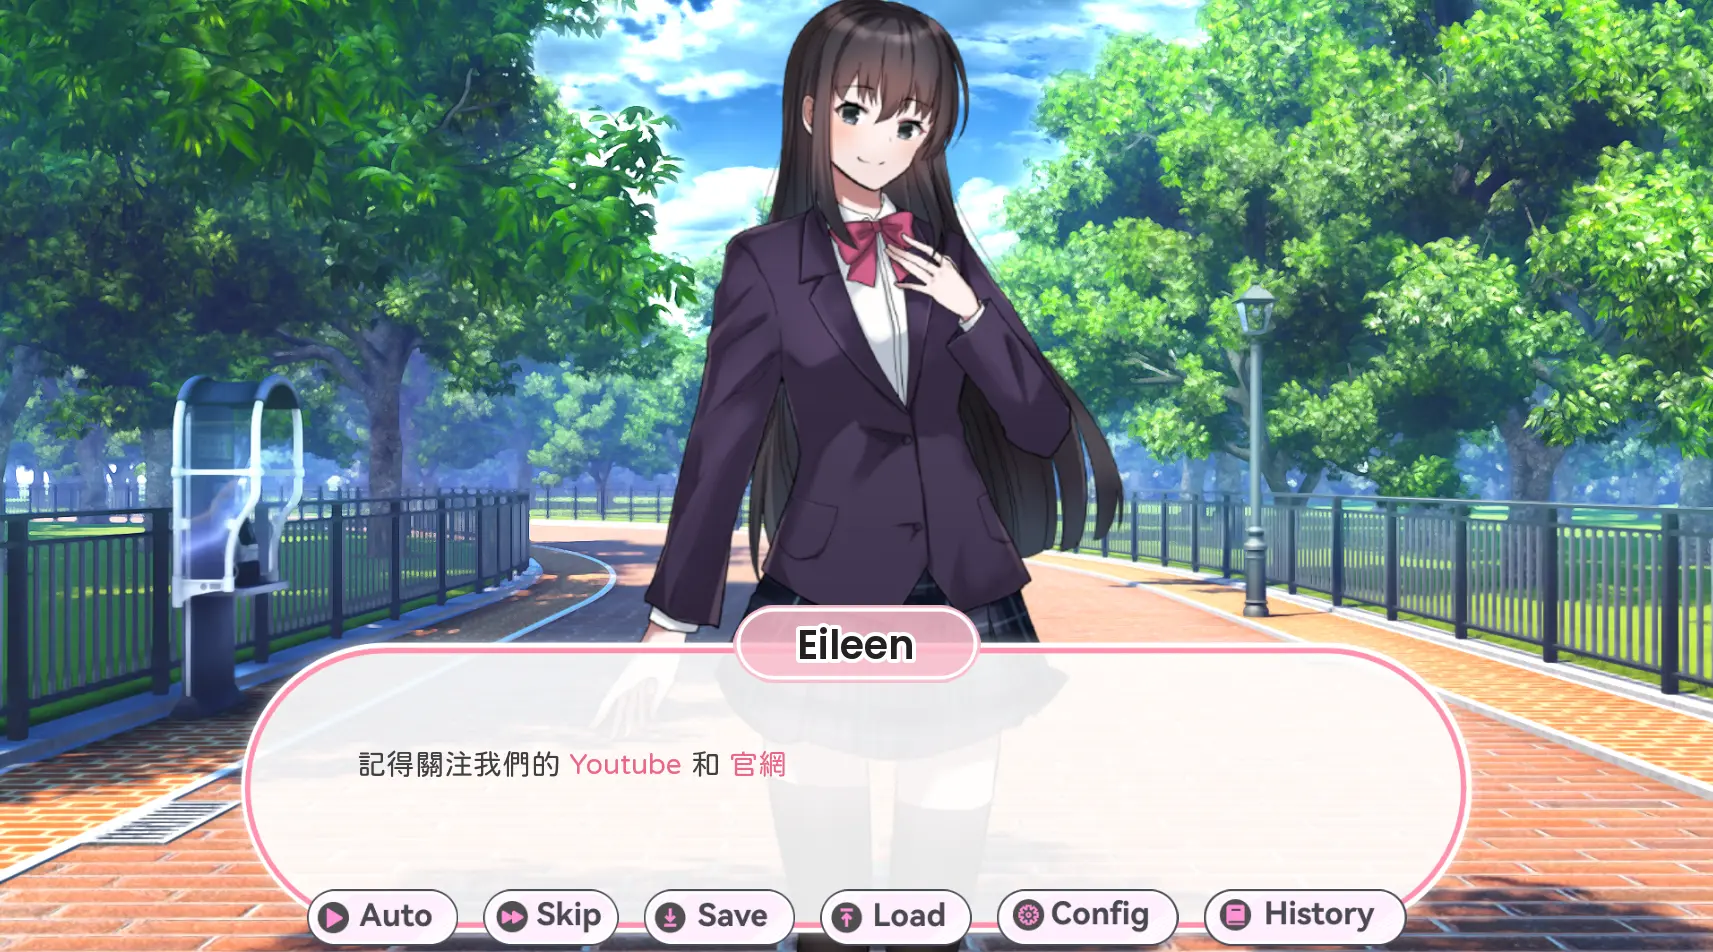 Eileen
記得關注我們的 Youtube 和 官網
Auto Skip Save Load Config History